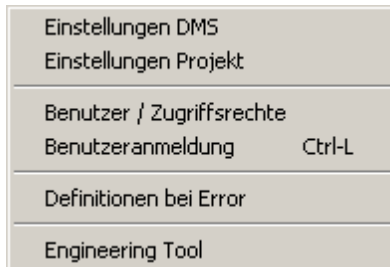 Einstellungen DMS
Einstellungen Projekt
Benutzer / Zugriffsrechte
Benutzeranmeldung Ctrl-L
Definitionen bei Error
Engineering Tool